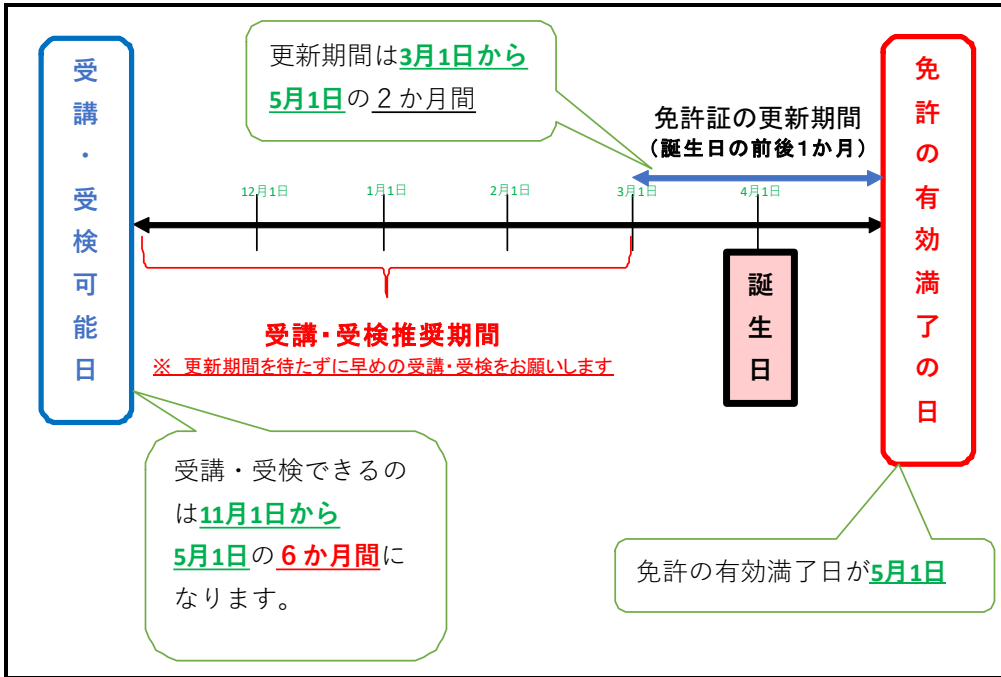 受講・受検可能日
更新期間は3月1日から
5月1日の２か月間
免許証の更新期間
（誕生日の前後1か月）
免許の有効満了の日
12月1日
1月1日
2月1日
3月1日
4月1日
誕生日
受講・受検推奨期間
※ 更新期間を待たずに早めの受講・受検をお願いします
受講・受検できるの
は11月1日から
5月1日の６か月間に
なります。
免許の有効満了日が5月1日